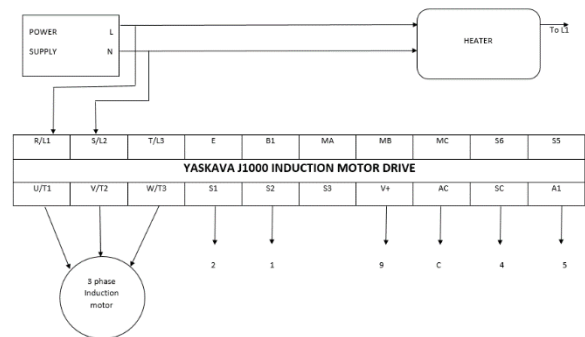 POWER L
SUPPLY N
HEATER
To L1
R/L1 S/L2 T/L3 E B1 MA MB MC S6 S5
YASKAVA J1000 INDUCTION MOTOR DRIVE
U/T1 V/T2 W/T3 S1 S2 S3 V+ AC SC A1
2 1 9 C 4 5
3 phase
Induction
motor